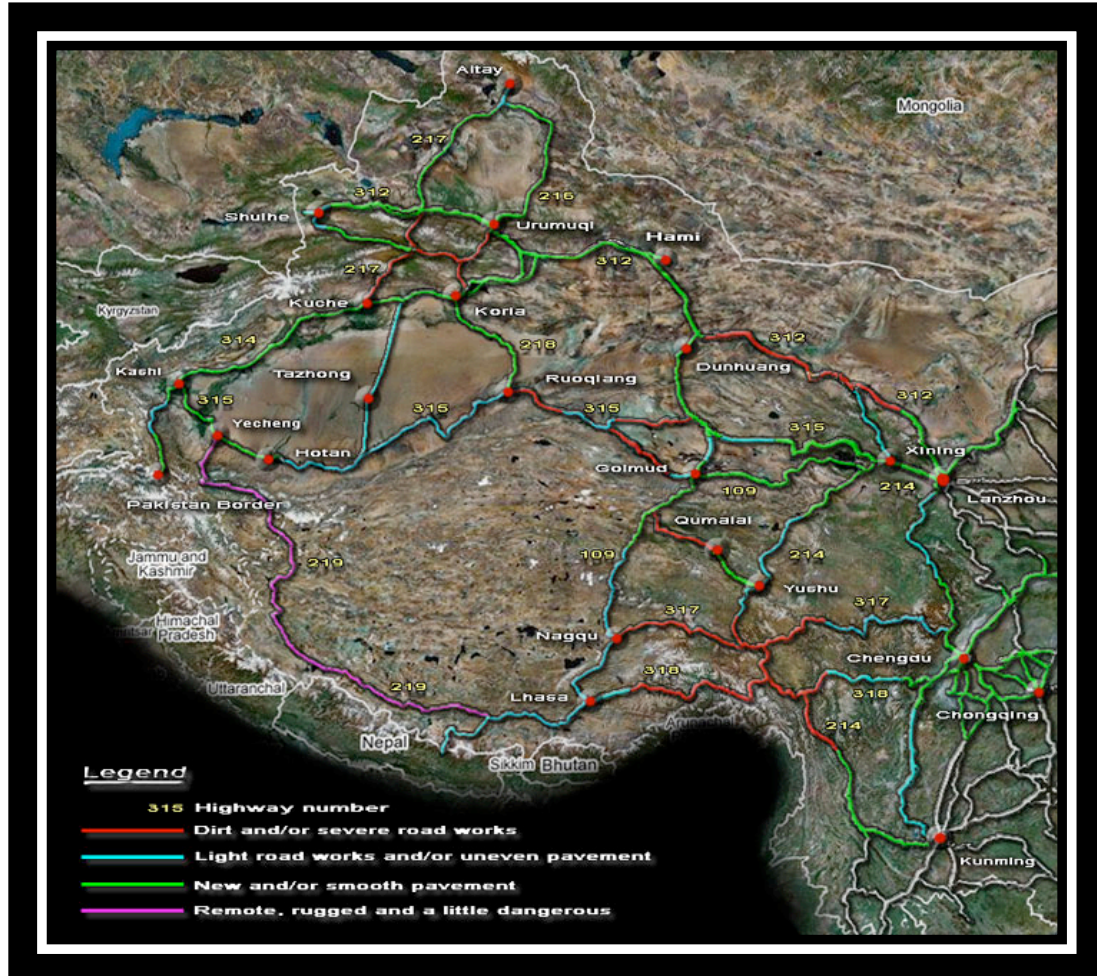 Altay
Mongolia
217
312
216
Shuihe
Urumuqi
Hami
217
312
Kuche
Korla
Kyrgyzstan
314
218
312
Dunhuang
Kashi
Tazhong
Ruoqiang
315
315
315
312
Yecheng
315
Hotan
Xining
Golmud
214
109
Lanzhou
Pakistan Border
Qumalai
Jammu and
Kashmir
219
109
214
Yushu
317
317
Himachal
Pradesh
Nagqu
Chengdu
318
318
Uttaranchal
219
Lhasa
Chongqing
Arunachal
214
Nepal
Sikkim
Bhutan
Legend
315 Highway number
Dirt and/or severe road works
Light road works and/or uneven pavement
New and/or smooth pavement
Remote, rugged and a little dangerous
Kunming